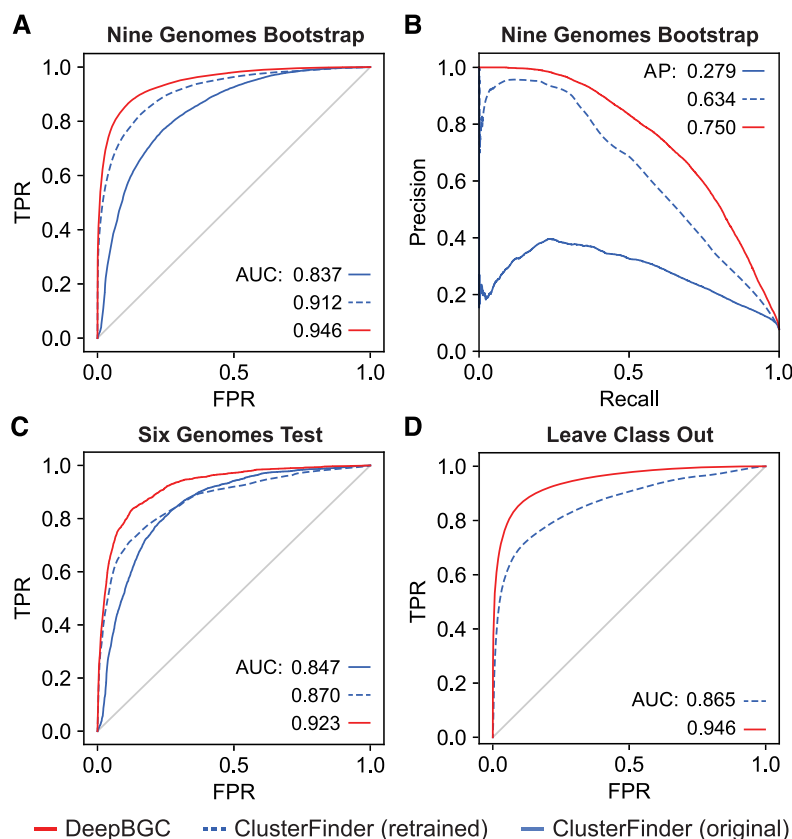 A
Nine Genomes Bootstrap
1.0
0.8
0.6
0.4
0.2
0.0
TPR
AUC: 0.837
0.912
0.946
0.0
0.5
1.0
FPR
B
Nine Genomes Bootstrap
1.0
0.8
0.6
0.4
0.2
0.0
Precision
AP: 0.279
0.634
0.750
0.0
0.5
1.0
Recall
C
Six Genomes Test
1.0
0.8
0.6
0.4
0.2
0.0
TPR
AUC: 0.847
0.870
0.923
0.0
0.5
1.0
FPR
D
Leave Class Out
1.0
0.8
0.6
0.4
0.2
0.0
TPR
AUC: 0.865
0.946
0.0
0.5
1.0
FPR
DeepBGC
ClusterFinder (retrained)
ClusterFinder (original)